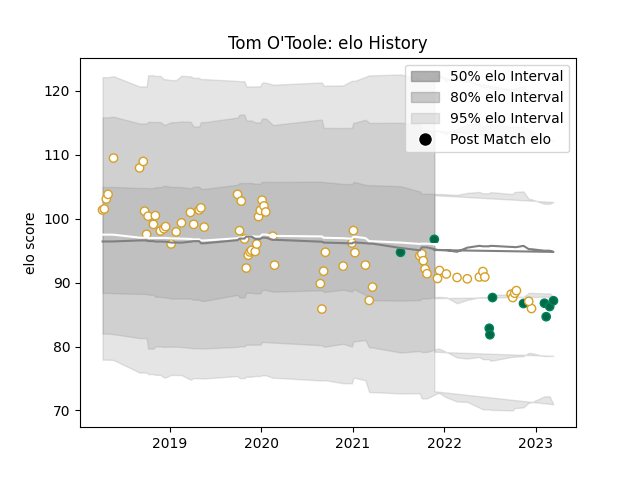 Tom O'Toole: elo History
50% elo Interval
80% elo Interval
95% elo Interval
Post Match elo
elo score
120
110
100
90
80
70
2019
2020
2021
2022
2023